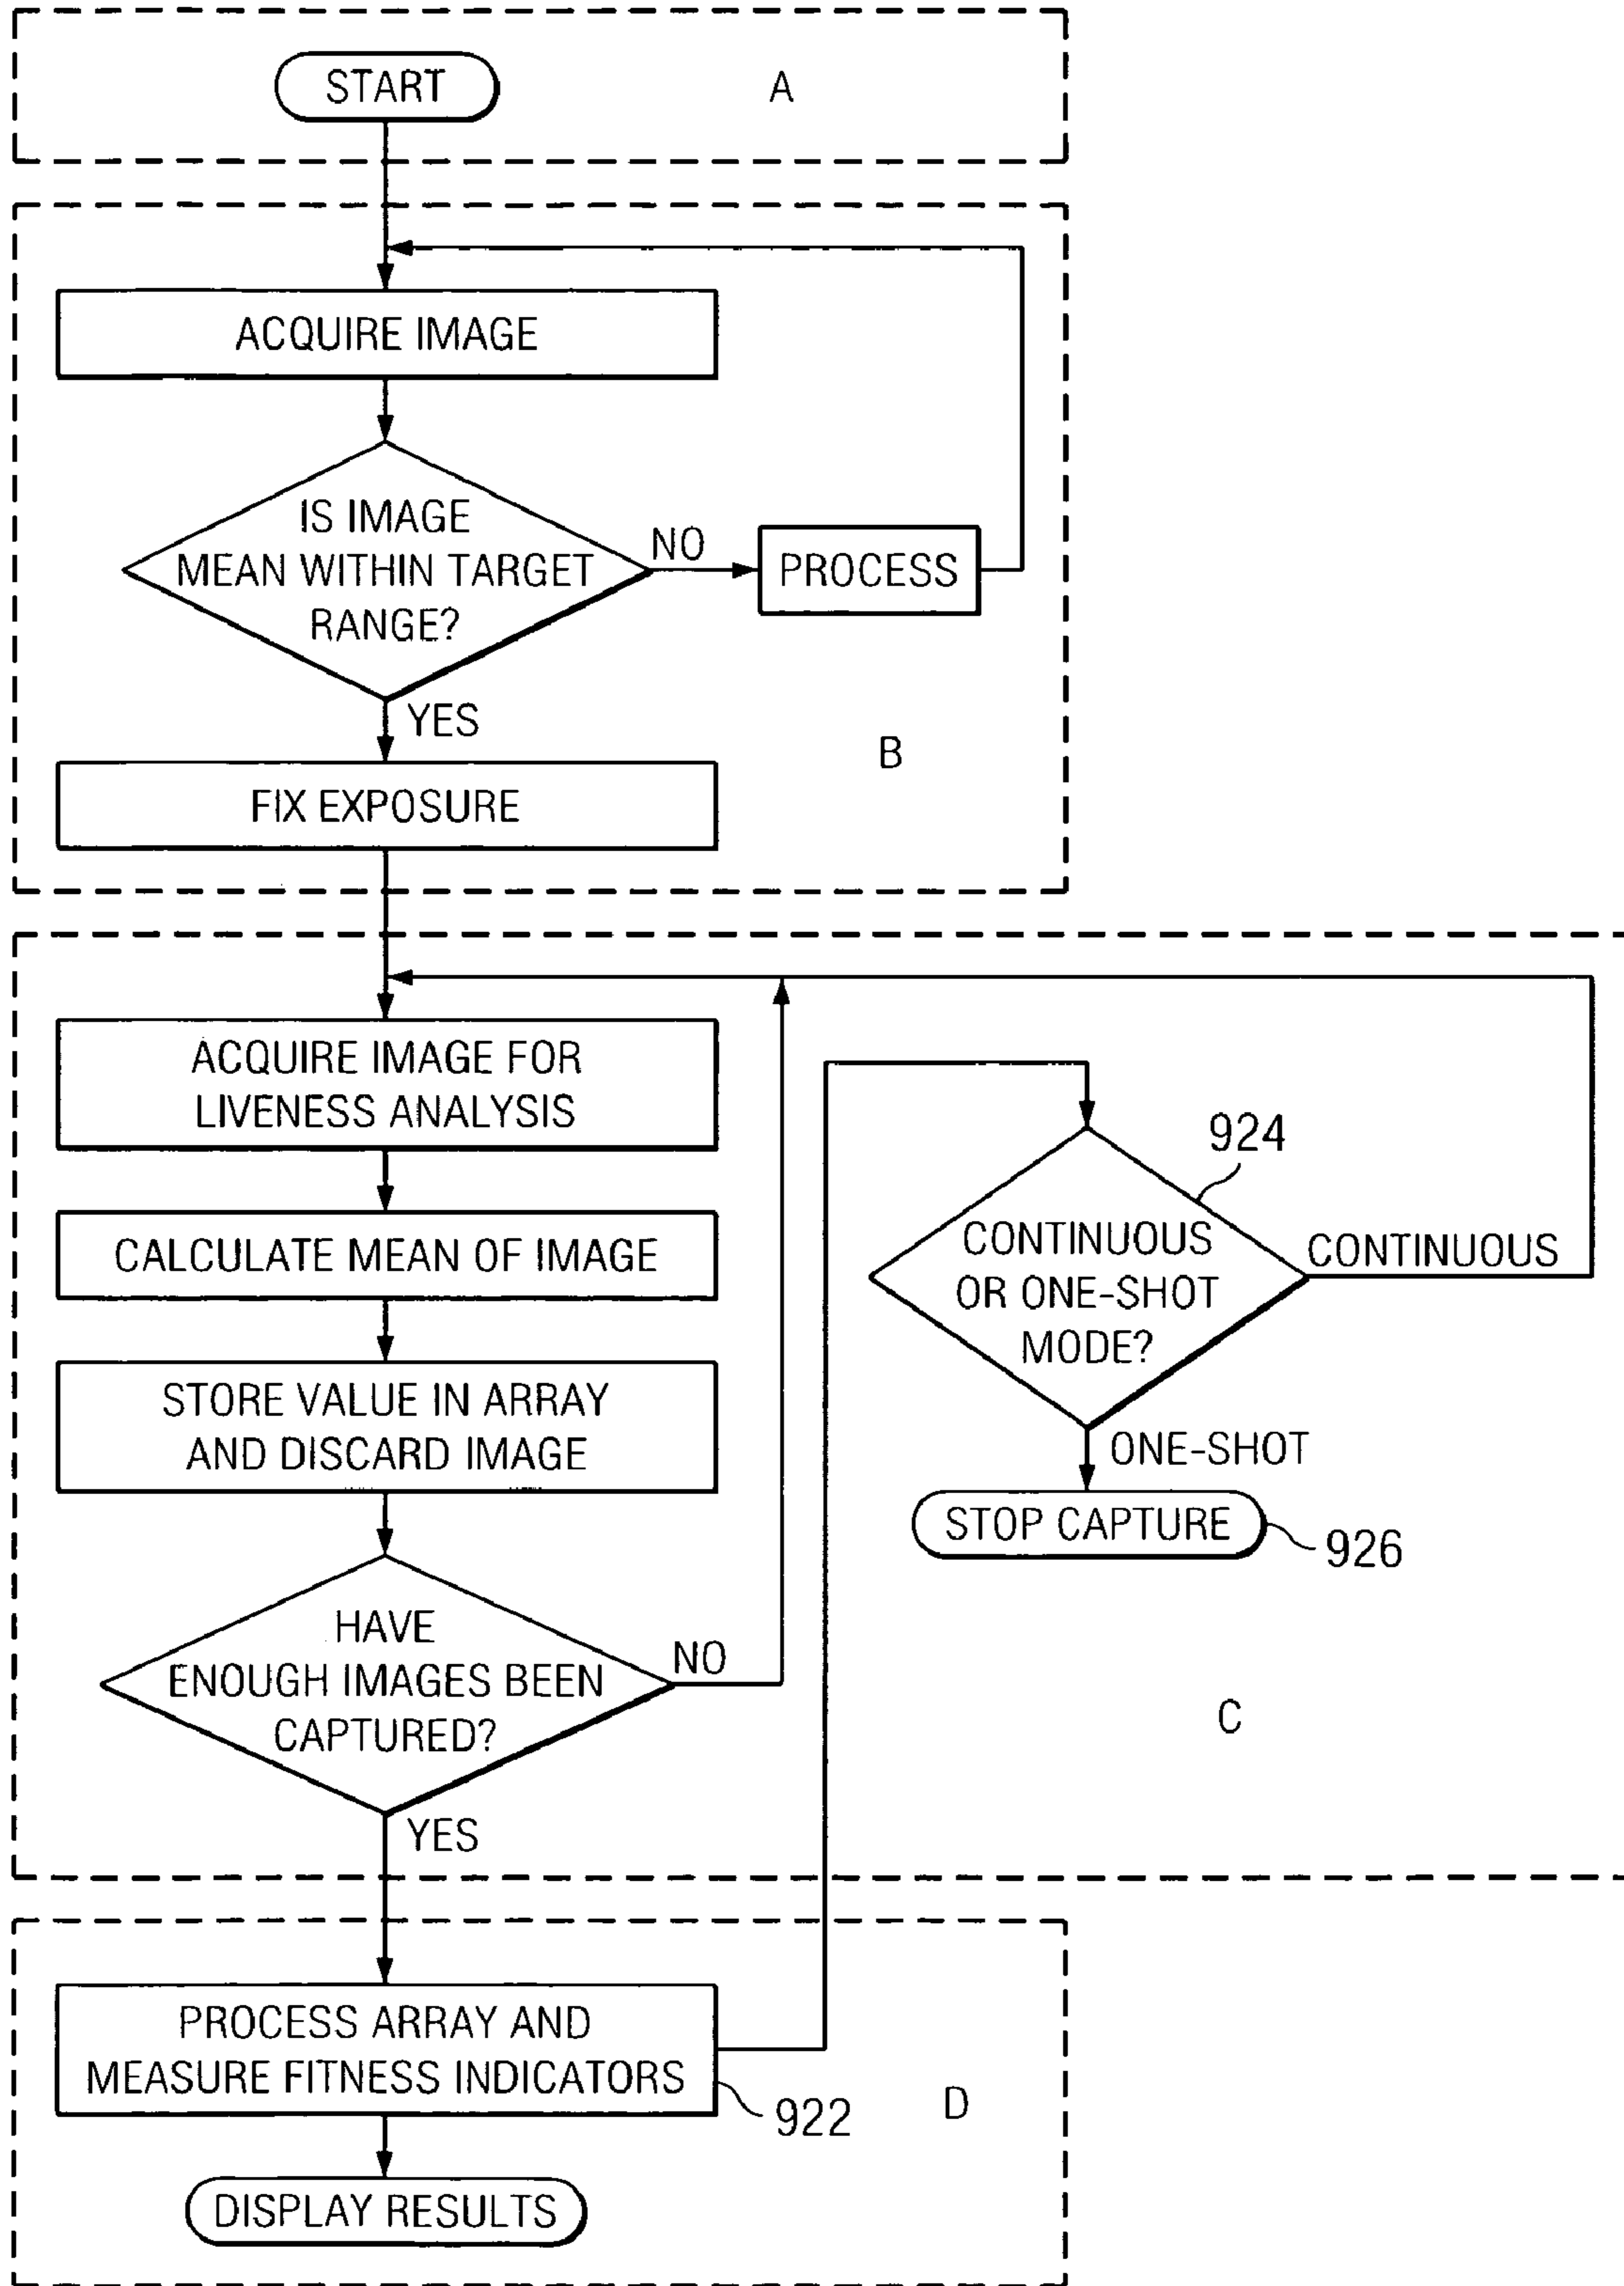 START
A
ACQUIRE IMAGE
IS IMAGE
MEAN WITHIN TARGET
RANGE?
NO
PROCESS
YES
B
FIX EXPOSURE
ACQUIRE IMAGE FOR
LIVENESS ANALYSIS
CALCULATE MEAN OF IMAGE
STORE VALUE IN ARRAY
AND DISCARD IMAGE
HAVE
ENOUGH IMAGES BEEN
CAPTURED?
NO
YES
924
CONTINUOUS
OR ONE-SHOT
MODE?
CONTINUOUS
ONE-SHOT
STOP CAPTURE
926
C
PROCESS ARRAY AND
MEASURE FITNESS INDICATORS
922
D
DISPLAY RESULTS